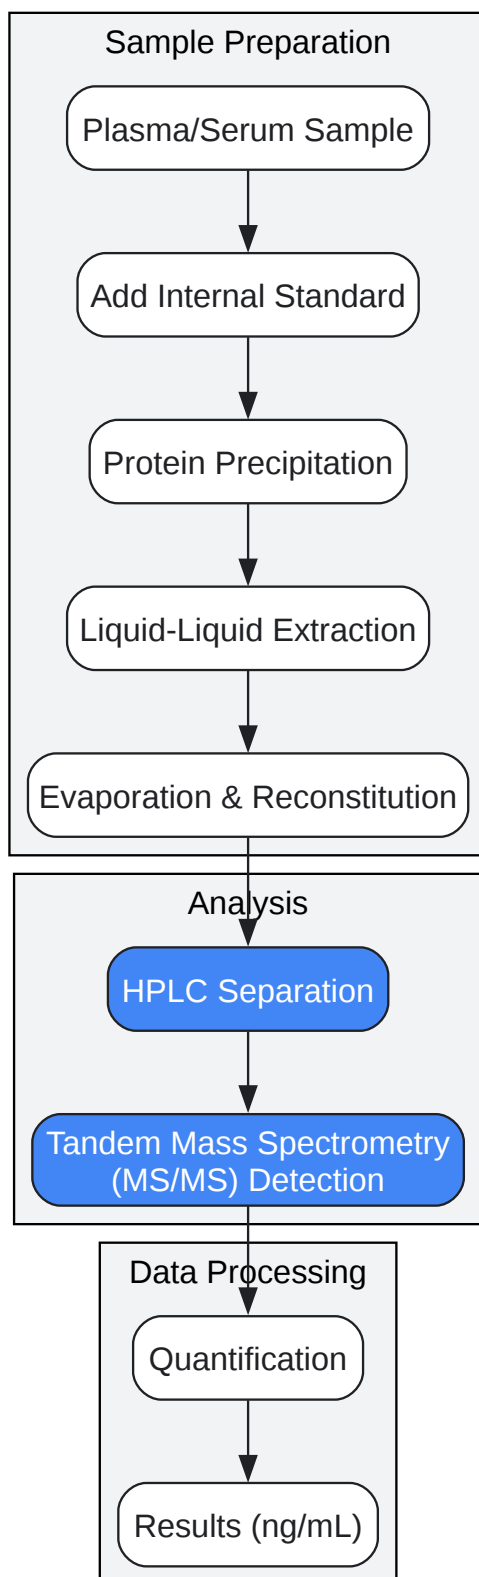 Sample Preparation
Plasma/Serum Sample
Add Internal Standard
Protein Precipitation
Liquid-Liquid Extraction
Evaporation & Reconstitution
Analysis
HPLC Separation
Tandem Mass Spectrometry
(MS/MS) Detection
Data Processing
Quantification
Results (ng/mL)